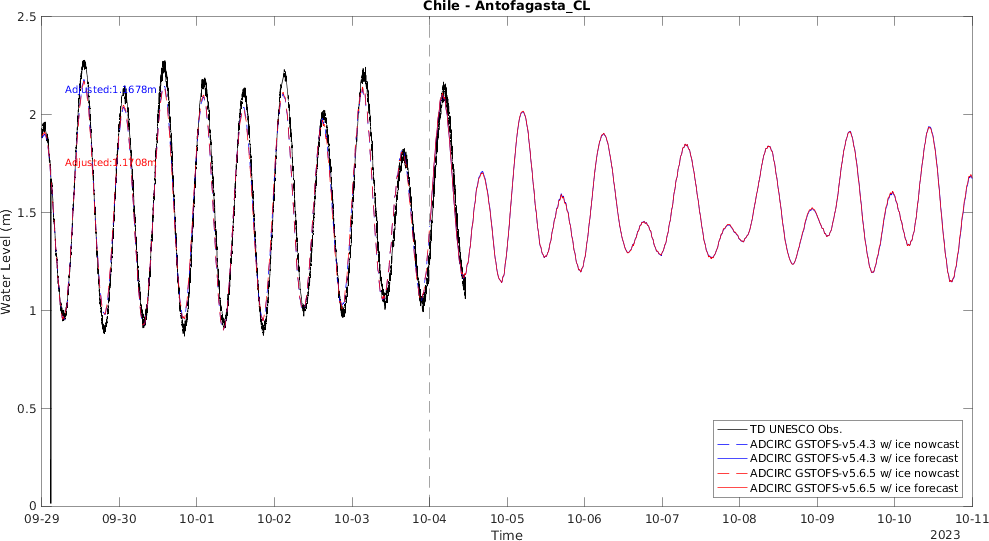 Chile - Antofagasta_CL
2.5
2
1.5
1
0.5
0
Water Level (m)
Adjusted:1.1678m
Adjusted:1.1708m
TD UNESCO Obs.
ADCIRC GSTOFS-v5.4.3 w/ ice nowcast
ADCIRC GSTOFS-v5.4.3 w/ ice forecast
ADCIRC GSTOFS-v5.6.5 w/ ice nowcast
ADCIRC GSTOFS-v5.6.5 w/ ice forecast
09-29 09-30 10-01 10-02 10-03 10-04 10-05 10-06 10-07 10-08 10-09 10-10 10-11
Time
2023